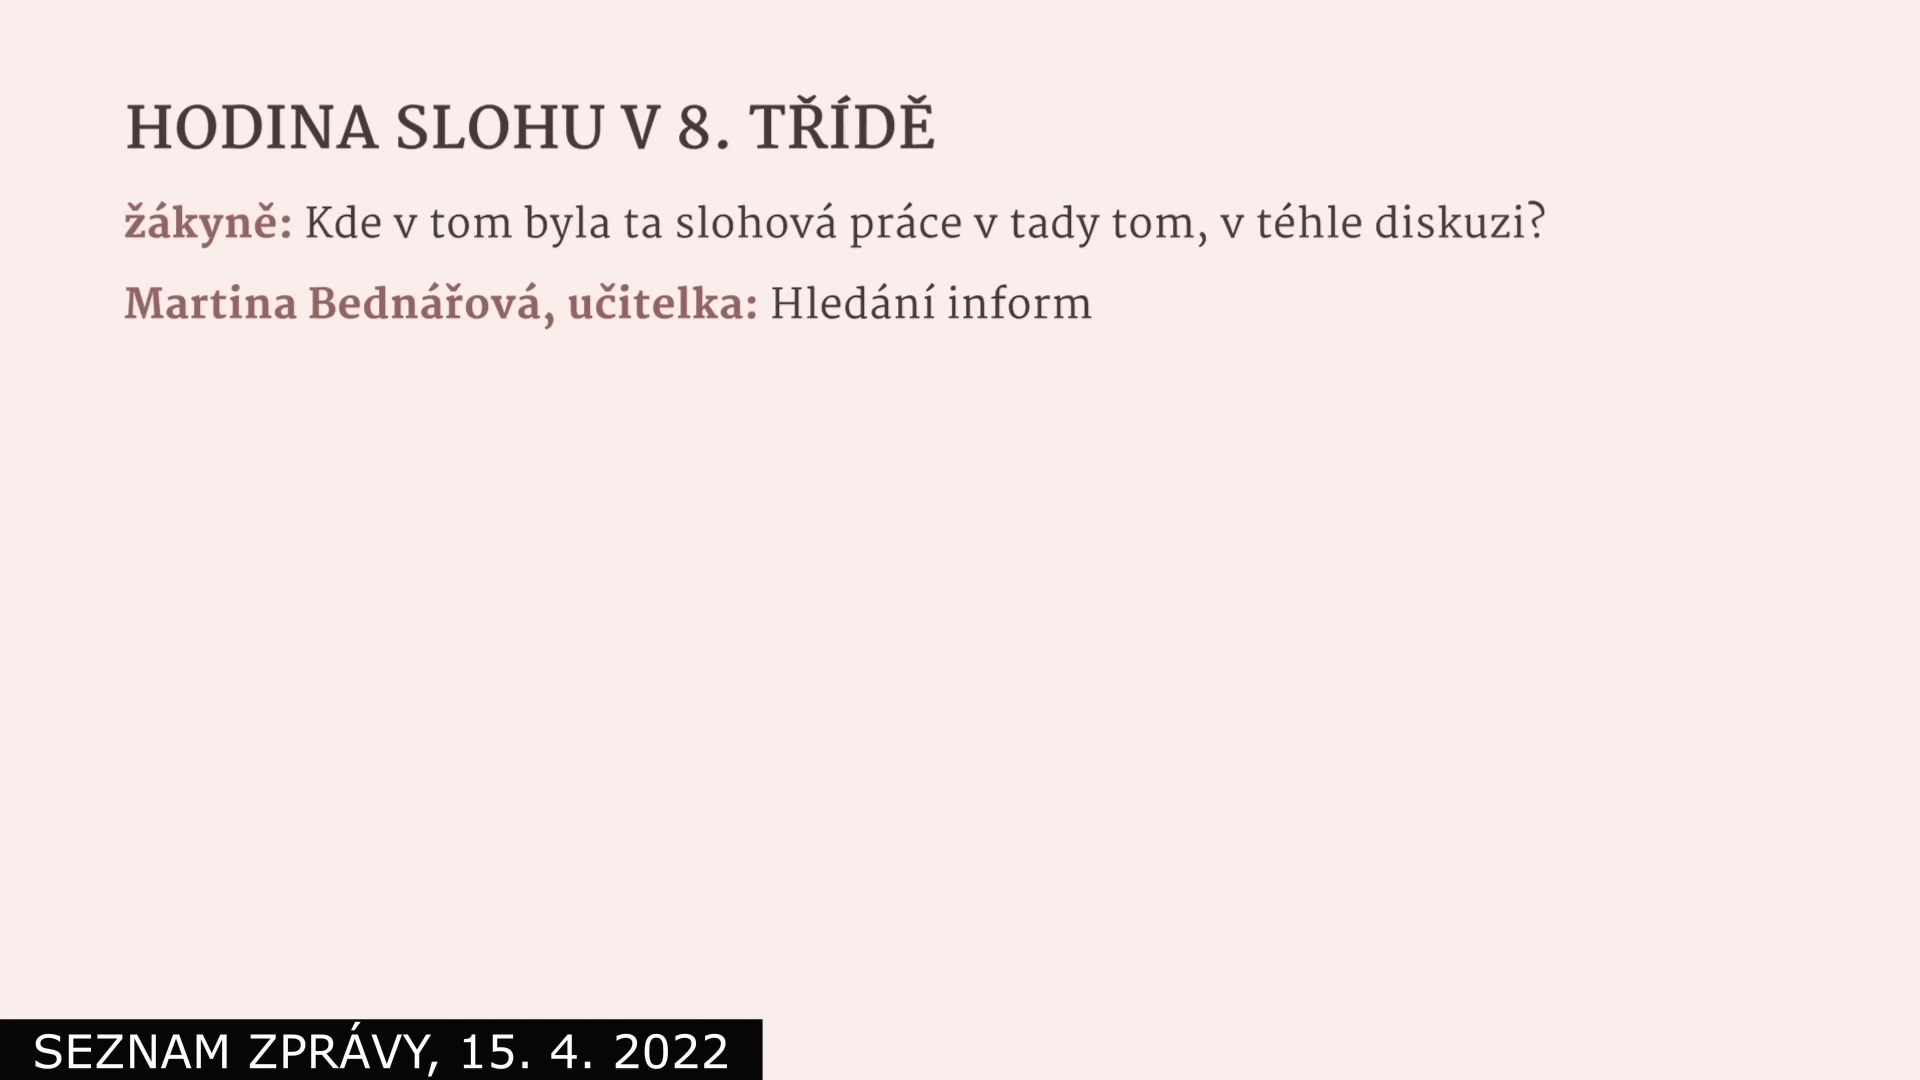 HODINA SLOHU V 8. TŘÍDĚ
žákyně: Kde v tom byla ta slohová práce v tady tom, v téhle diskuzi?
Martina Bednářová, učitelka: Hledání inform
SEZNAM ZPRÁVY, 15. 4. 2022